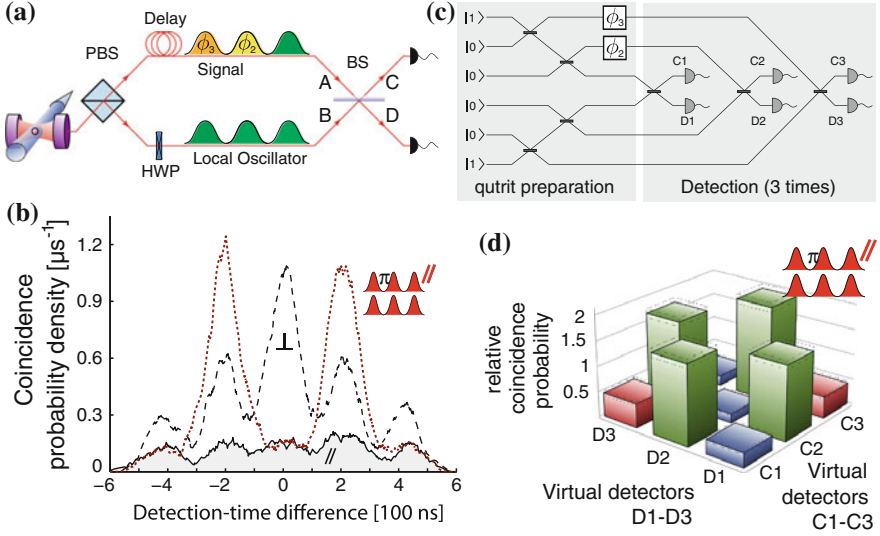 (a)
Delay
PBS
ϕ3
ϕ2
Signal
BS
A
C
B
D
HWP
Local Oscillator
(b)
Coincidence
probability density [µs⁻¹]
1.2
0.9
0.6
0.3
0
-6
-4
-2
0
2
4
6
⊥
//
π
//
Detection-time difference [100 ns]
(c)
|1⟩
|0⟩
|0⟩
|0⟩
|0⟩
|1⟩
ϕ3
ϕ2
C1
C2
C3
D1
D2
D3
qutrit preparation
Detection (3 times)
(d)
π
//
relative
coincidence
probability
2
1.5
1
0.5
D3
D2
D1
C1
C2
C3
Virtual detectors
D1-D3
Virtual
detectors
C1-C3